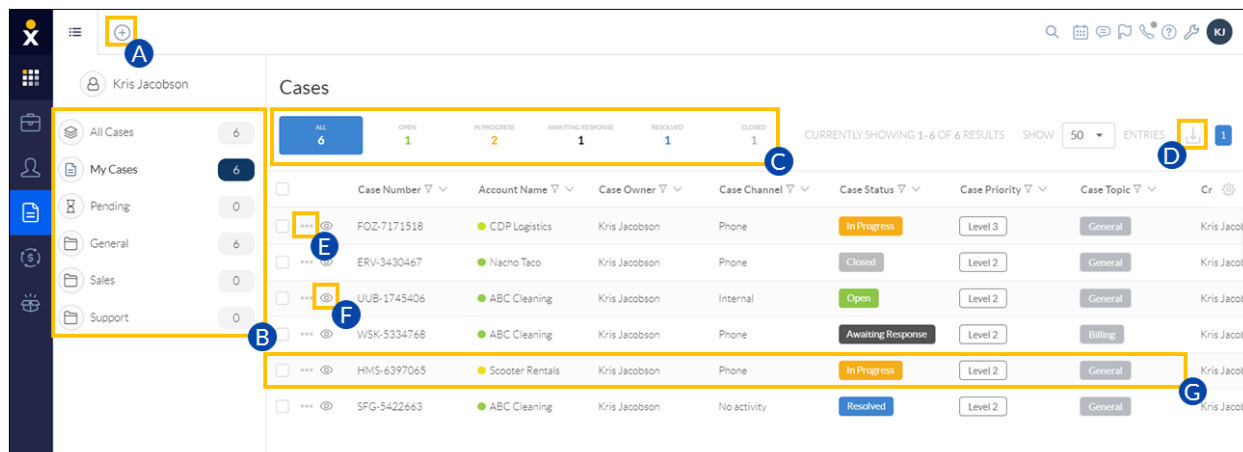 x
A
KJ
Kris Jacobson
Cases
All Cases 6
My Cases 6
Pending 0
General 6
Sales 0
Support 0
B
ALL OPEN IN PROGRESS AWAITING RESPONSE RESOLVED CLOSED
6 1 2 1 1 1
C
CURRENTLY SHOWING 1-6 OF 6 RESULTS SHOW 50 ENTRIES 1
D
Case Number Account Name Case Owner Case Channel Case Status Case Priority Case Topic Cr
FOZ-7171518 CDP Logistics Kris Jacobson Phone In Progress Level 3 General Kris Jacob
E
ERV-3430467 Nacho Taco Kris Jacobson Phone Closed Level 2 General Kris Jacob
UUB-1745406 ABC Cleaning Kris Jacobson Internal Open Level 2 General Kris Jacob
F
WSK-5334768 ABC Cleaning Kris Jacobson Phone Awaiting Response Level 2 Billing Kris Jacob
HMS-6397065 Scooter Rentals Kris Jacobson Phone In Progress Level 2 General Kris Jacob
G
SFG-5422663 ABC Cleaning Kris Jacobson No activity Resolved Level 2 General Kris Jacob